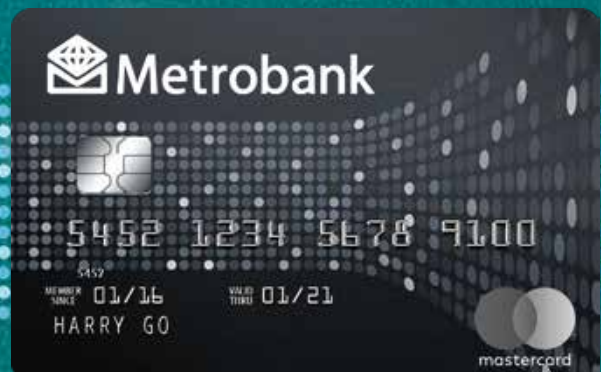 Metrobank
5452 1234 5678 9100
5452
MEMBER SINCE 01/16 VALID THRU 01/21
HARRY GO
mastercard